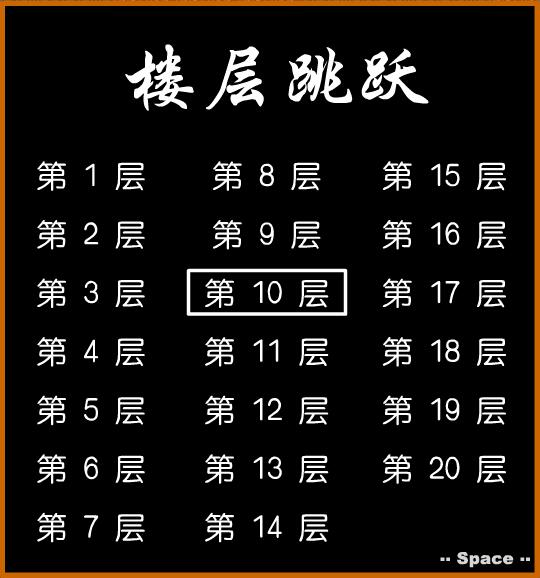 楼层跳跃
第 1 层 第 8 层 第 15 层
第 2 层 第 9 层 第 16 层
第 3 层 第 10 层 第 17 层
第 4 层 第 11 层 第 18 层
第 5 层 第 12 层 第 19 层
第 6 层 第 13 层 第 20 层
第 7 层 第 14 层
-- Space --